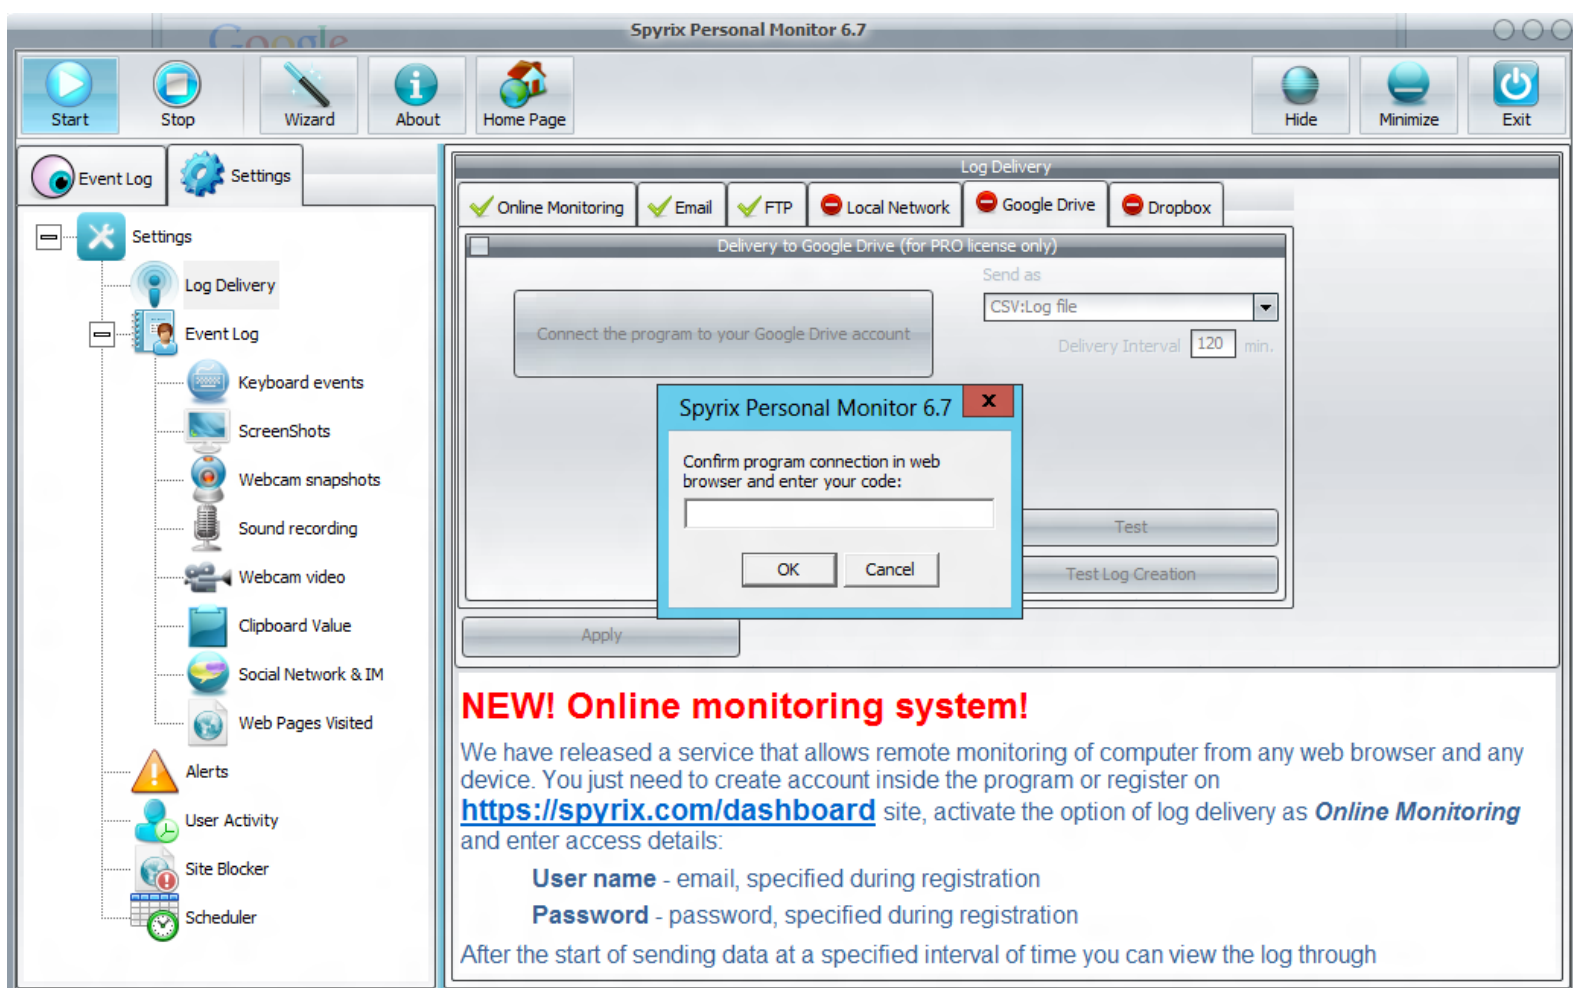 Google
Spyrix Personal Monitor 6.7
Start
Stop
Wizard
About
Home Page
Hide
Minimize
Exit
Event Log
Settings
Settings
Log Delivery
Event Log
Keyboard events
ScreenShots
Webcam snapshots
Sound recording
Webcam video
Clipboard Value
Social Network & IM
Web Pages Visited
Alerts
User Activity
Site Blocker
Scheduler
Log Delivery
Online Monitoring
Email
FTP
Local Network
Google Drive
Dropbox
Delivery to Google Drive (for PRO license only)
Send as
Connect the program to your Google Drive account
CSV:Log file
Delivery Interval 120 min.
Spyrix Personal Monitor 6.7
x
Confirm program connection in web
browser and enter your code:
OK
Cancel
Test
Test Log Creation
Apply
NEW! Online monitoring system!
We have released a service that allows remote monitoring of computer from any web browser and any
device. You just need to create account inside the program or register on
https://spyrix.com/dashboard site, activate the option of log delivery as Online Monitoring
and enter access details:
User name - email, specified during registration
Password - password, specified during registration
After the start of sending data at a specified interval of time you can view the log through